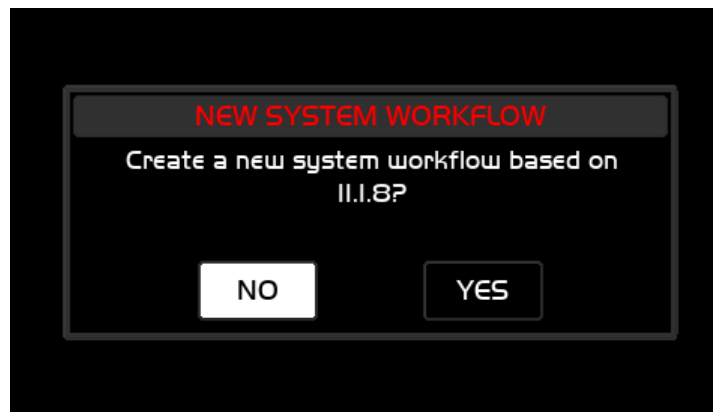 NEW SYSTEM WORKFLOW
Create a new system workflow based on
11.1.8?
NO YES